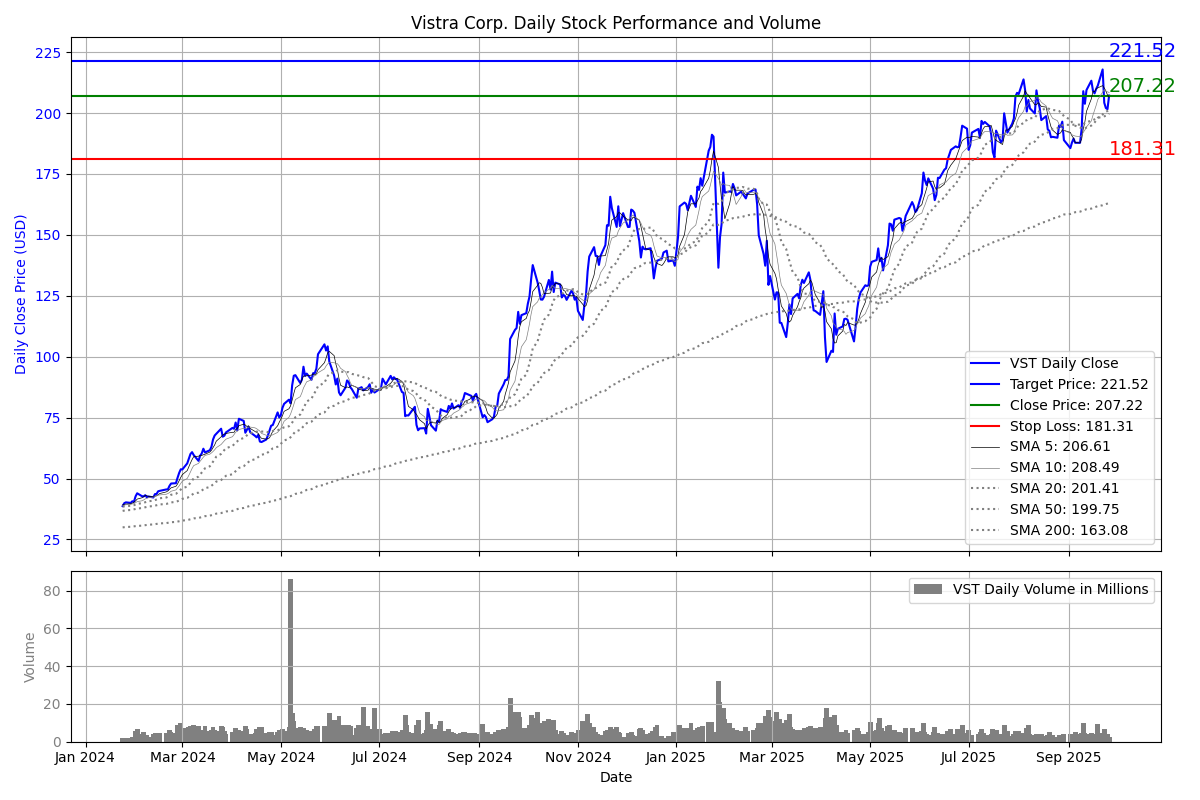 Vistra Corp. Daily Stock Performance and Volume
Daily Close Price (USD)
225
200
175
150
125
100
75
50
25
221.52
207.22
181.31
VST Daily Close
Target Price: 221.52
Close Price: 207.22
Stop Loss: 181.31
SMA 5: 206.61
SMA 10: 208.49
SMA 20: 201.41
SMA 50: 199.75
SMA 200: 163.08
Volume
80
60
40
20
0
VST Daily Volume in Millions
Jan 2024
Mar 2024
May 2024
Jul 2024
Sep 2024
Nov 2024
Jan 2025
Mar 2025
May 2025
Jul 2025
Sep 2025
Date